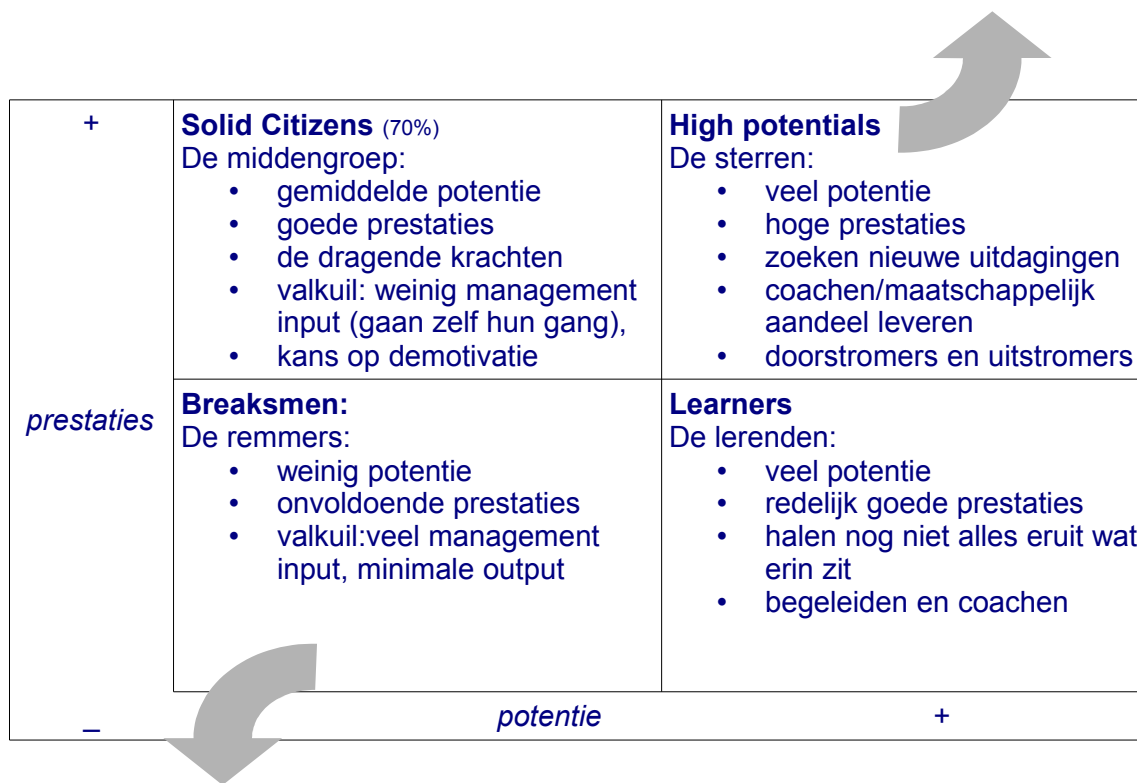 +
Solid Citizens (70%)
De middengroep:
• gemiddelde potentie
• goede prestaties
• de dragende krachten
• valkuil: weinig management
input (gaan zelf hun gang),
• kans op demotivatie
High potentials
De sterren:
• veel potentie
• hoge prestaties
• zoeken nieuwe uitdagingen
• coachen/maatschappelijk
aandeel leveren
• doorstromers en uitstromers
prestaties
Breaksmen:
De remmers:
• weinig potentie
• onvoldoende prestaties
• valkuil:veel management
input, minimale output
Learners
De lerenden:
• veel potentie
• redelijk goede prestaties
• halen nog niet alles eruit wat
erin zit
• begeleiden en coachen
_
potentie
+